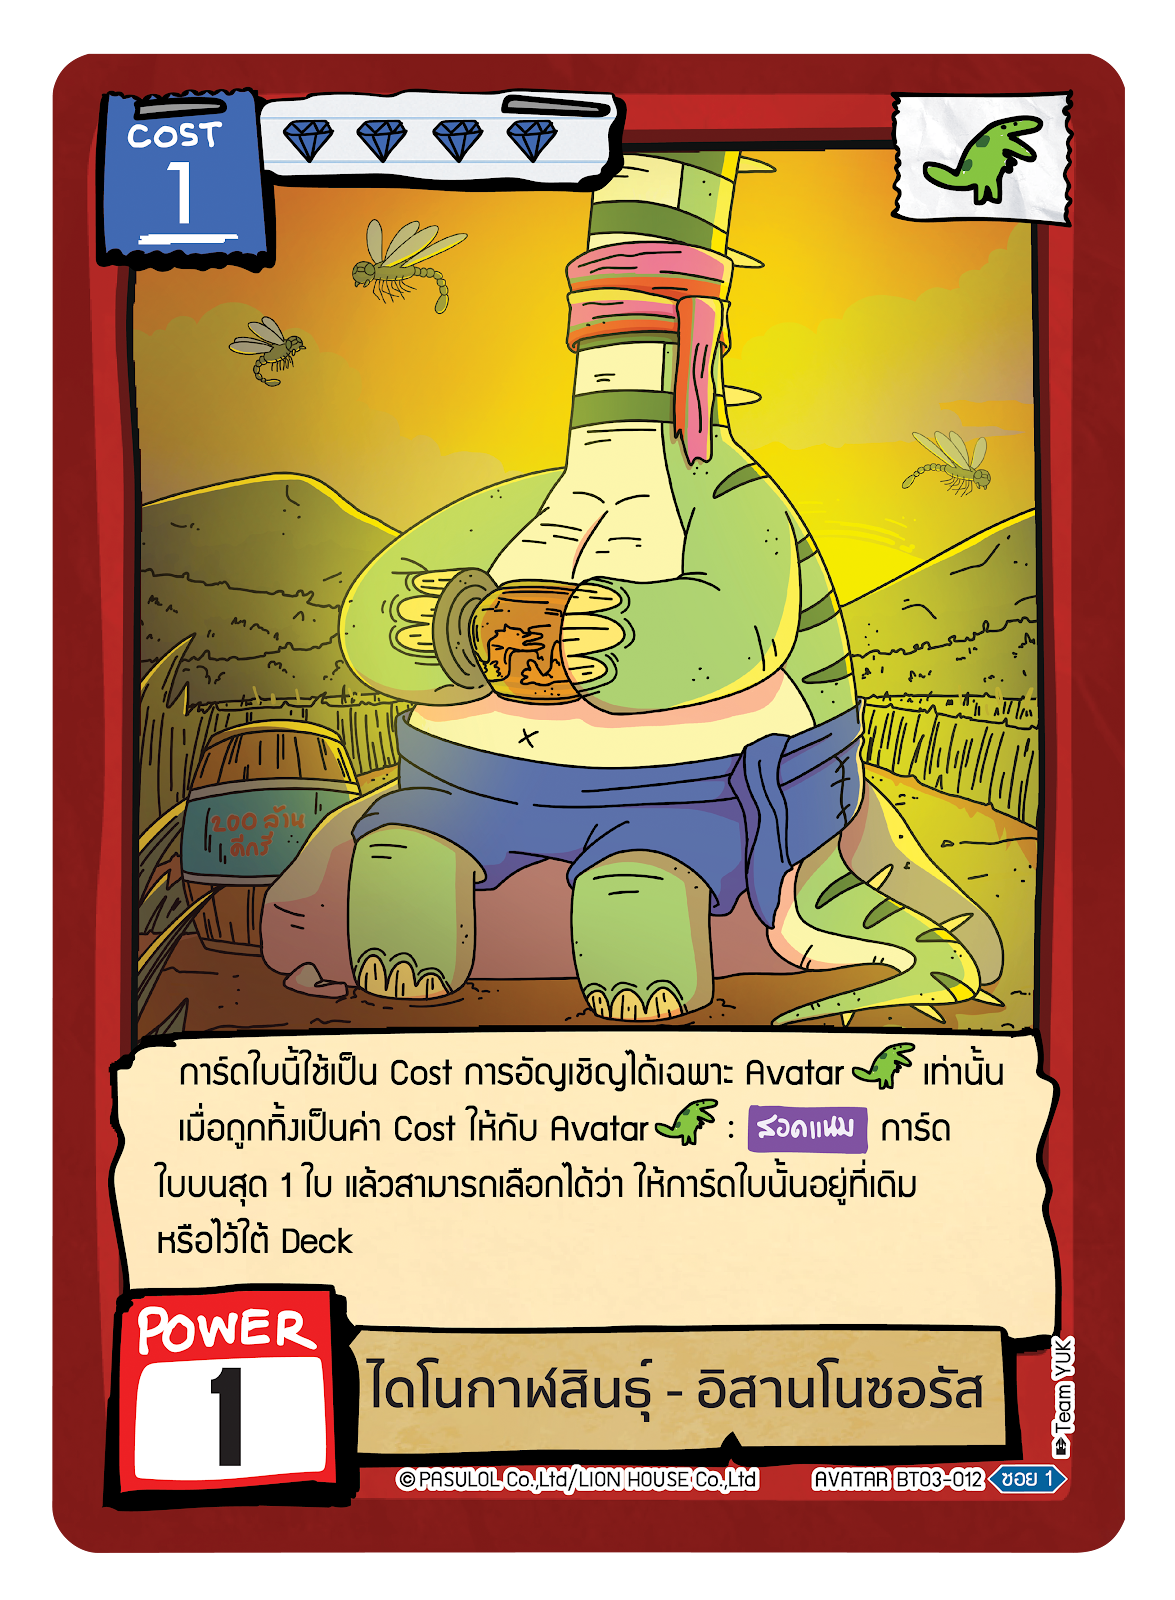 COST
1
200 ล้าน
ดีกรี
การ์ดใบนี้ใช้เป็น Cost การอัญเชิญได้เฉพาะ Avatar เท่านั้น
เมื่อถูกทิ้งเป็นค่า Cost ให้กับ Avatar : สอดแนม การ์ด
ใบบนสุด 1 ใบ แล้วสามารถเลือกได้ว่า ให้การ์ดใบนั้นอยู่ที่เดิม
หรือไว้ใต้ Deck
POWER
1
ไดโนกาฬสินธุ์ - อิสานโนซอรัส
Team YUK
© PASULOL Co.,Ltd/LION HOUSE Co.,Ltd
AVATAR BT03-012 ซอย 1